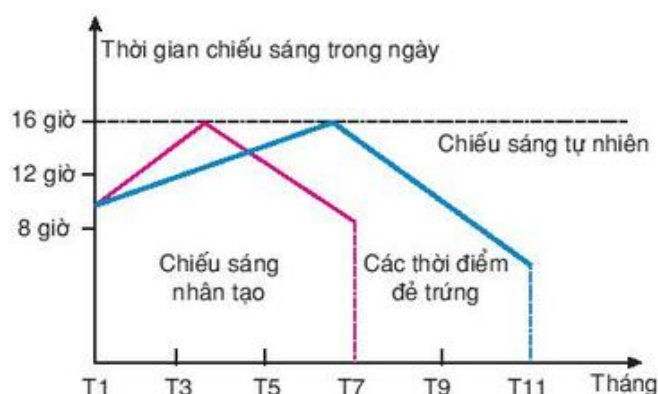 Thời gian chiếu sáng trong ngày
16 giờ
Chiếu sáng tự nhiên
12 giờ
8 giờ
Chiếu sáng
nhân tạo
Các thời điểm
đẻ trứng
T1 T3 T5 T7 T9 T11 Tháng